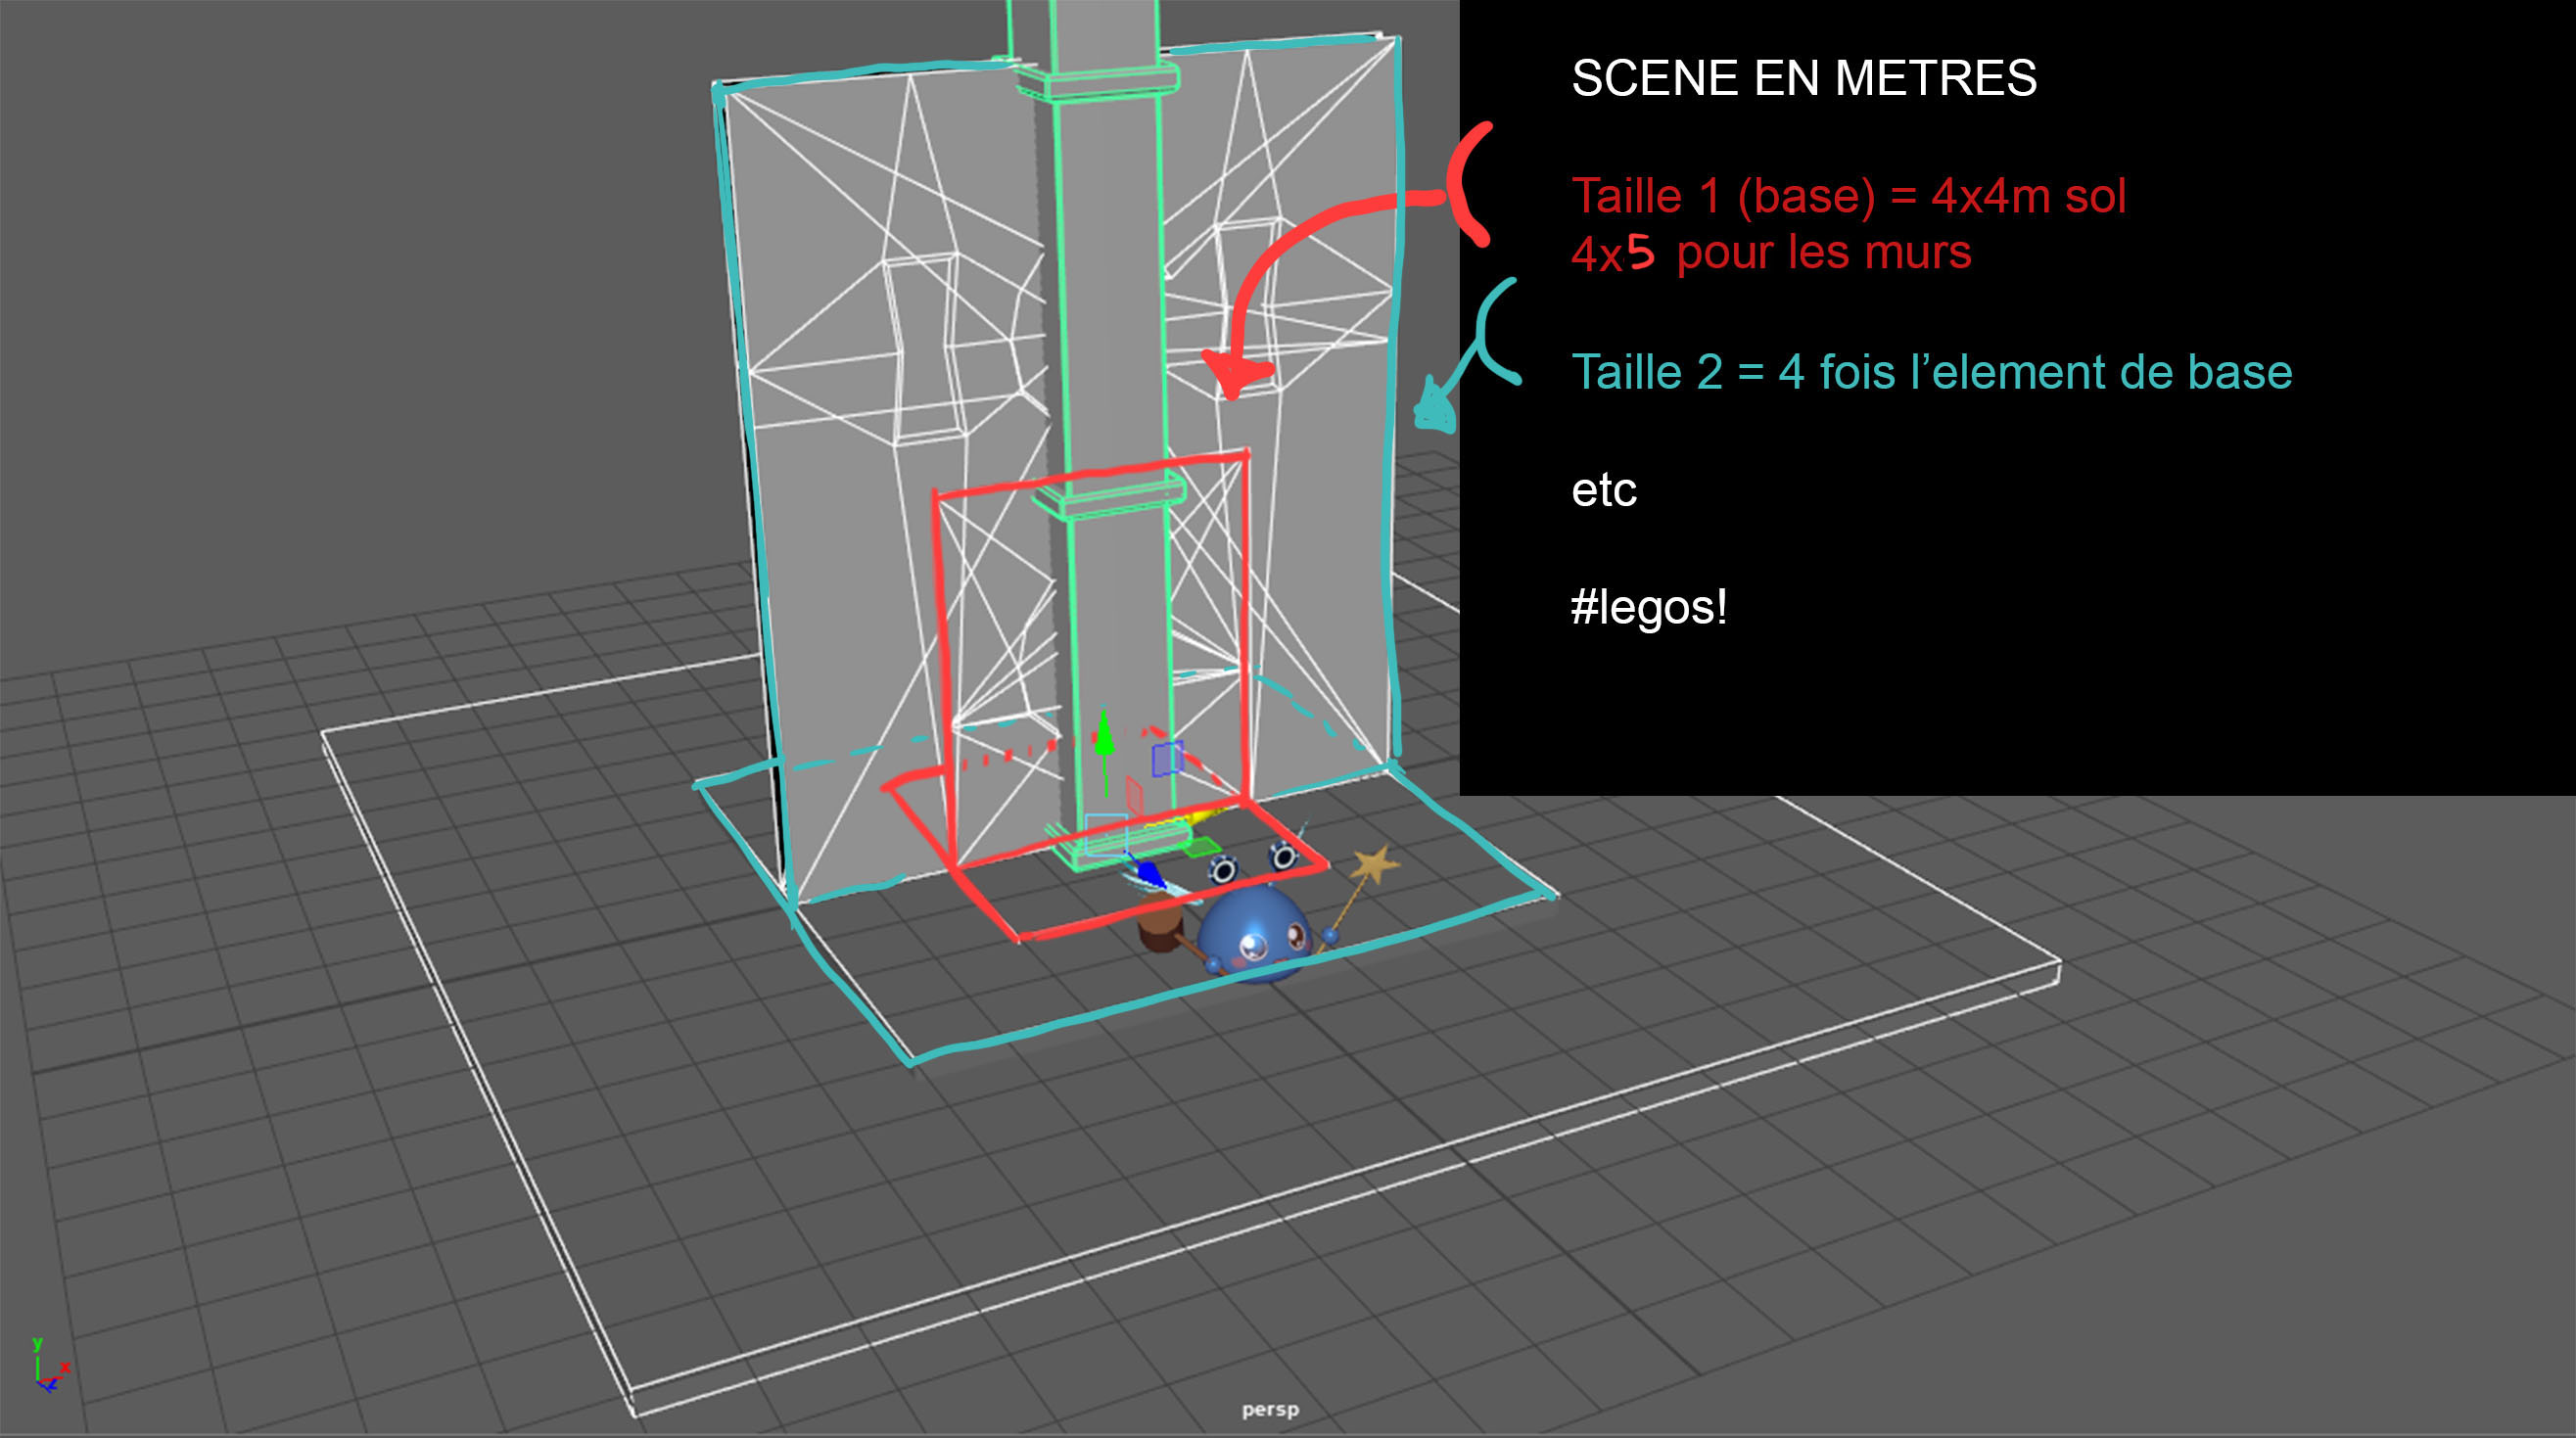 SCENE EN METRES
Taille 1 (base) = 4x4m sol
4x5 pour les murs
Taille 2 = 4 fois l’element de base
etc
#legos!
y
x
z
persp